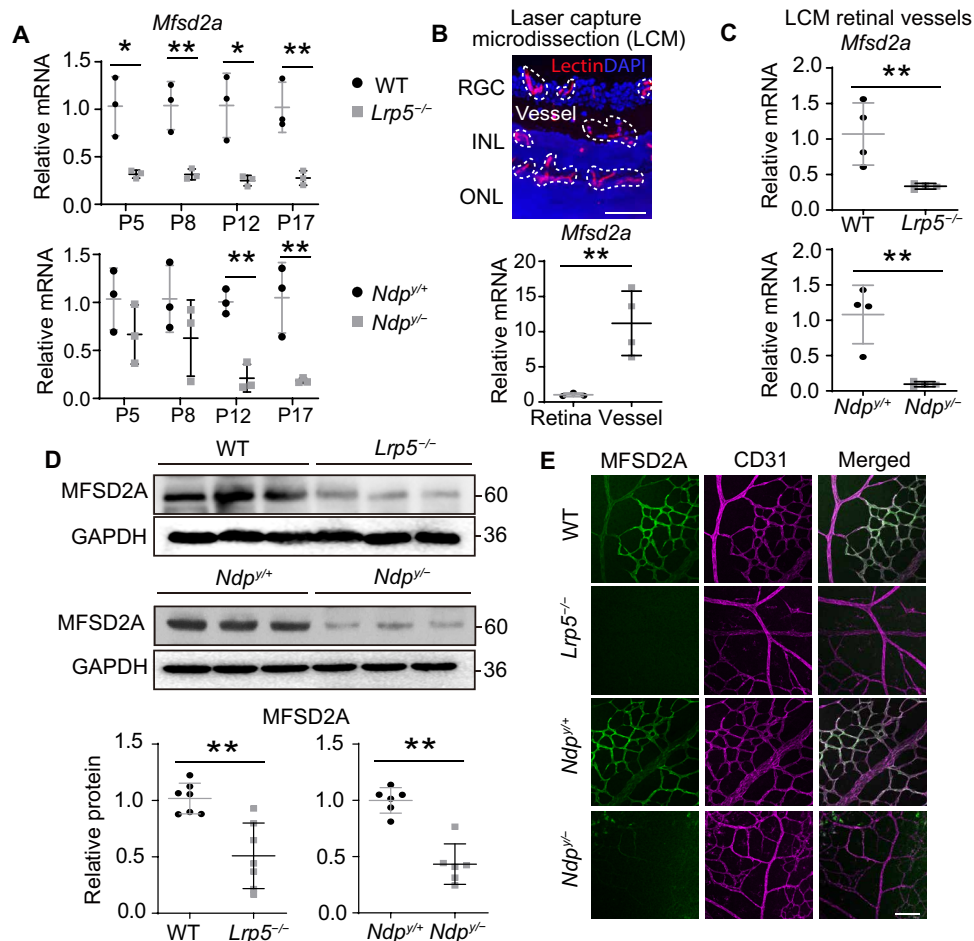 A
Mfsd2a
* ** * **
Relative mRNA
1.5
1.0
0.5
0.0
P5 P8 P12 P17
WT
Lrp5−/−
** **
Relative mRNA
1.5
1.0
0.5
0.0
P5 P8 P12 P17
Ndpy/+
Ndpy/−
B
Laser capture
microdissection (LCM)
LectinDAPI
RGC
Vessel
INL
ONL
Mfsd2a
**
Relative mRNA
20
15
10
5
0
Retina Vessel
C
LCM retinal vessels
Mfsd2a
**
Relative mRNA
2.0
1.5
1.0
0.5
0.0
WT Lrp5−/−
**
Relative mRNA
2.0
1.5
1.0
0.5
0.0
Ndpy/+ Ndpy/−
D
WT Lrp5−/−
MFSD2A -60
GAPDH -36
Ndpy/+ Ndpy/−
MFSD2A -60
GAPDH -36
MFSD2A
Relative protein
1.5
1.0
0.5
0.0
**
WT Lrp5−/−
1.5
1.0
0.5
0.0
**
Ndpy/+ Ndpy/−
E
MFSD2A CD31 Merged
WT
Lrp5−/−
Ndpy/+
Ndpy/−